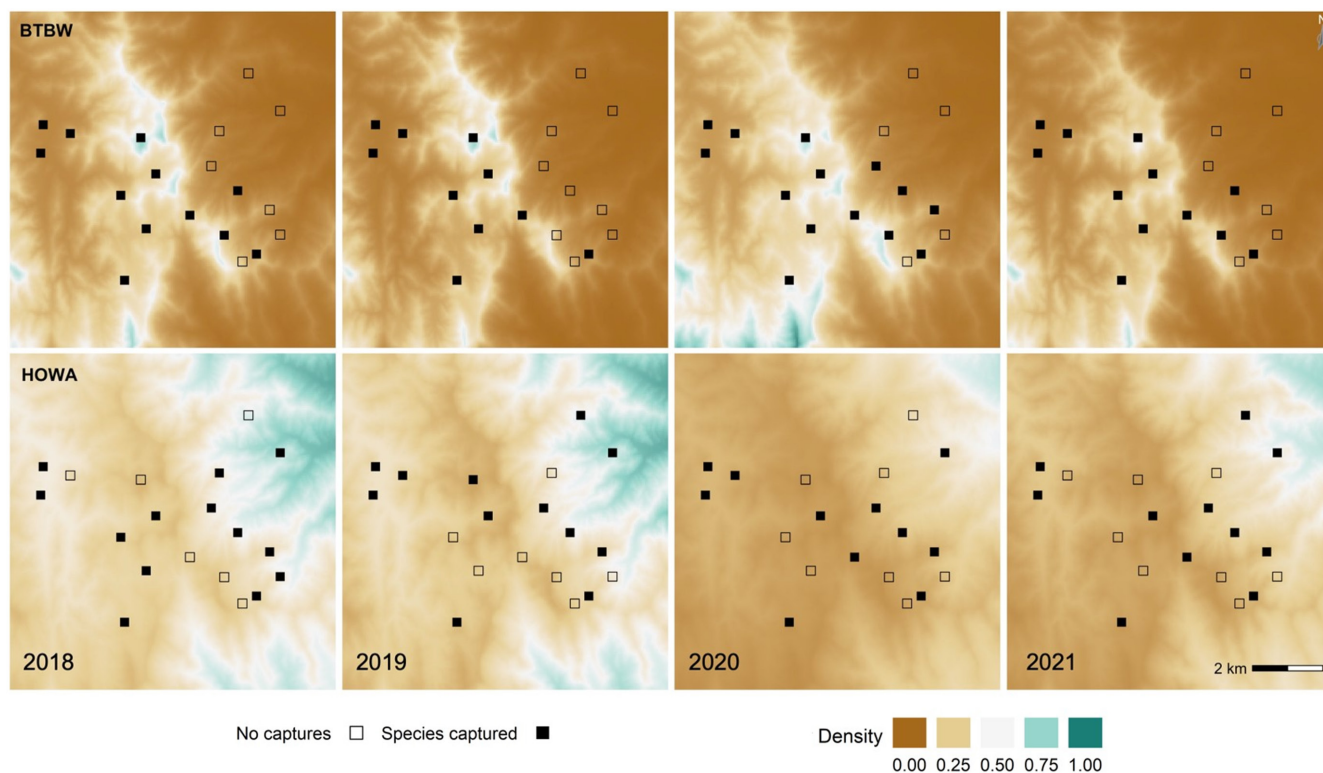 BTBW
N
HOWA
2018
2019
2020
2021
2 km
No captures
Species captured
Density
0.00 0.25 0.50 0.75 1.00